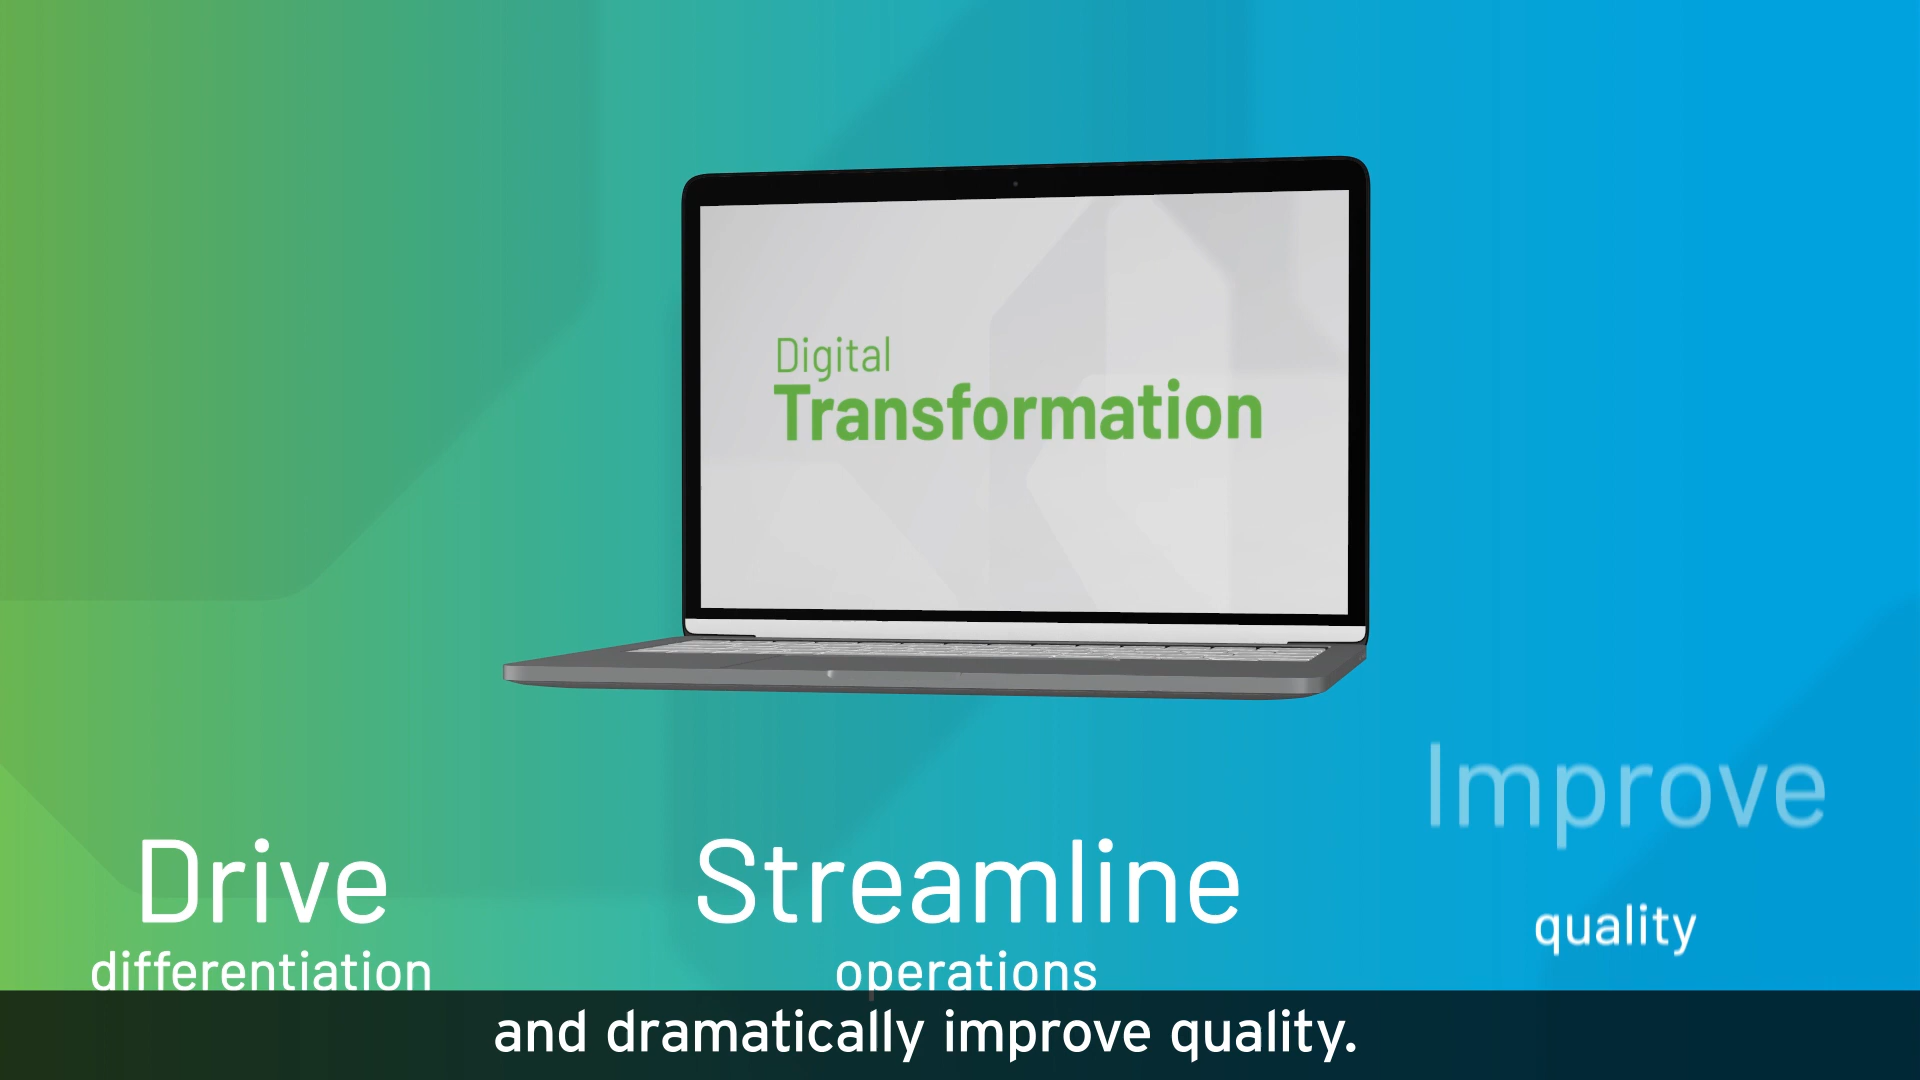 Digital
Transformation
Drive
differentiation
Streamline
operations
Improve
quality
and dramatically improve quality.